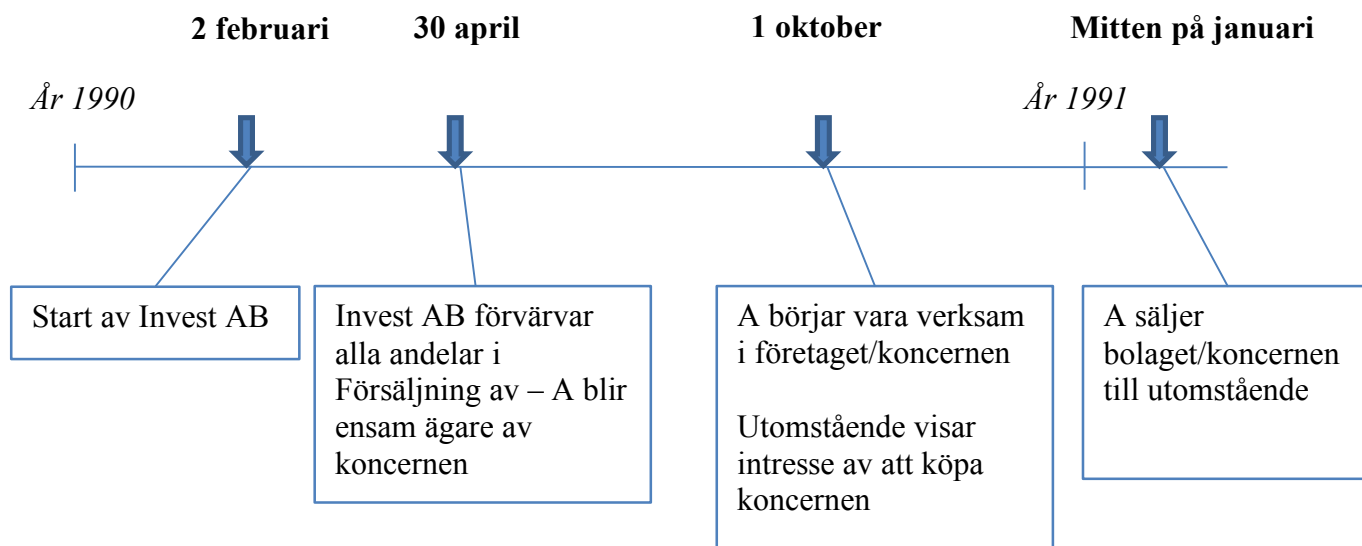 2 februari
30 april
1 oktober
Mitten på januari
År 1990
År 1991
Start av Invest AB
Invest AB förvärvar
alla andelar i
Försäljning av – A blir
ensam ägare av
koncernen
A börjar vara verksam
i företaget/koncernen
Utomstående visar
intresse av att köpa
koncernen
A säljer
bolaget/koncernen
till utomstående